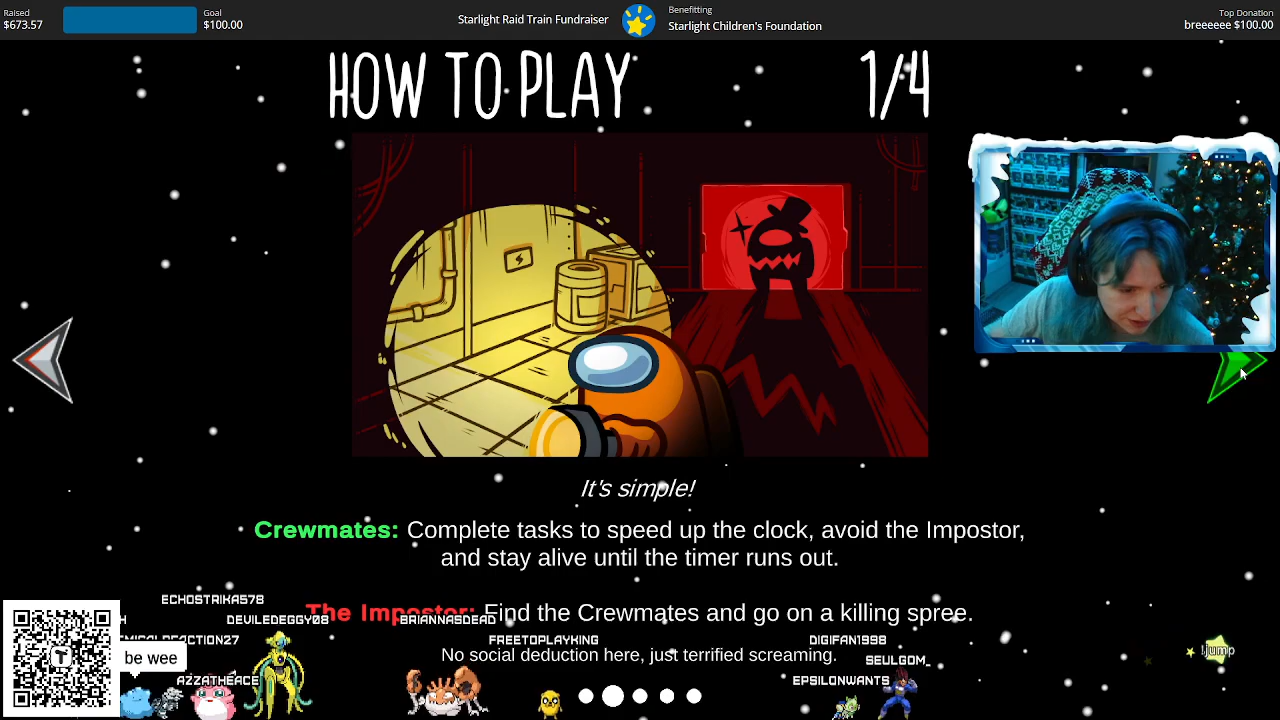 Raised
$673.57
Goal
$100.00
Starlight Raid Train Fundraiser
Benefitting
Starlight Children's Foundation
Top Donation
breeeeee $100.00
HOW TO PLAY
1/4
It's simple!
Crewmates: Complete tasks to speed up the clock, avoid the Impostor,
and stay alive until the timer runs out.
The Impostor: Find the Crewmates and go on a killing spree.
No social deduction here, just terrified screaming.
ECHOSTRIKA578
DEVILEDEGGY08
BRIANNASDEAD
FREETOPLAYKING
DIGIFAN1998
SEULGOM_
EPSILONWANTS
AZZATHEACE
be wee
!jump
T